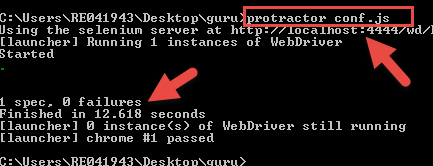 C:\Users\RE041943\Desktop\guru>protractor conf.js
Using the selenium server at http://localhost:4444/wd/
[launcher] Running 1 instances of WebDriver
Started
.
1 spec, 0 failures
Finished in 12.618 seconds
[launcher] 0 instance(s) of WebDriver still running
[launcher] chrome #1 passed
C:\Users\RE041943\Desktop\guru>